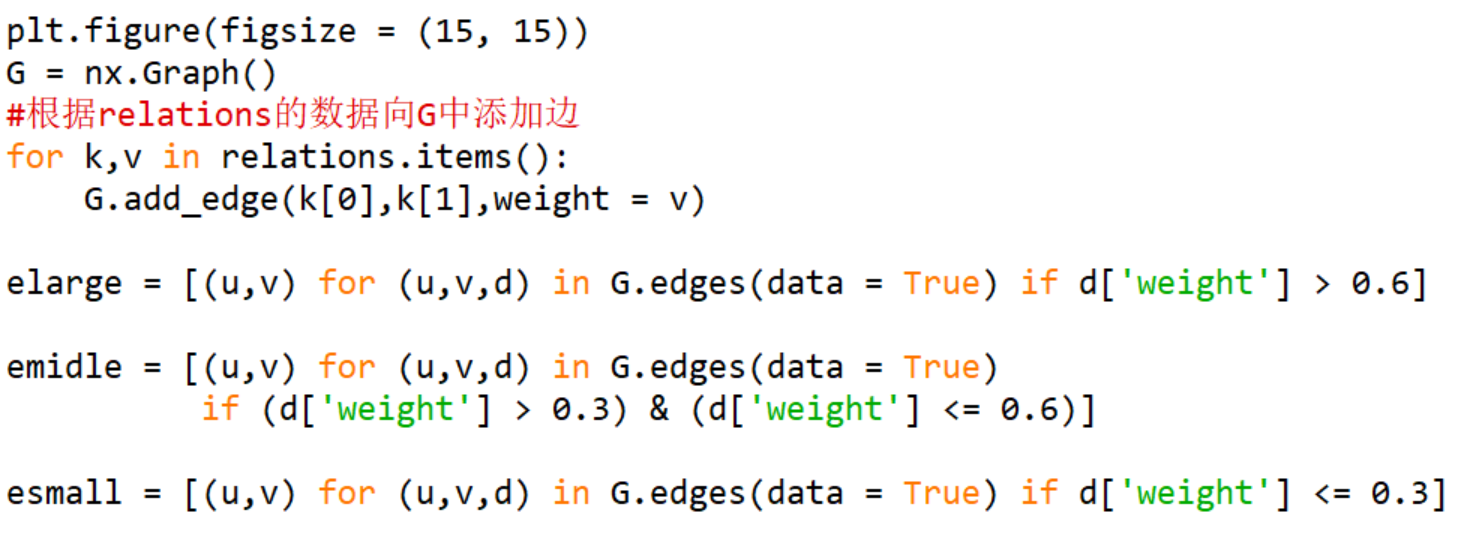 plt.figure(figsize = (15, 15))
G = nx.Graph()
#根据relations的数据向G中添加边
for k,v in relations.items():
    G.add_edge(k[0],k[1],weight = v)
elarge = [(u,v) for (u,v,d) in G.edges(data = True) if d['weight'] > 0.6]
emidle = [(u,v) for (u,v,d) in G.edges(data = True)
          if (d['weight'] > 0.3) & (d['weight'] <= 0.6)]
esmall = [(u,v) for (u,v,d) in G.edges(data = True) if d['weight'] <= 0.3]